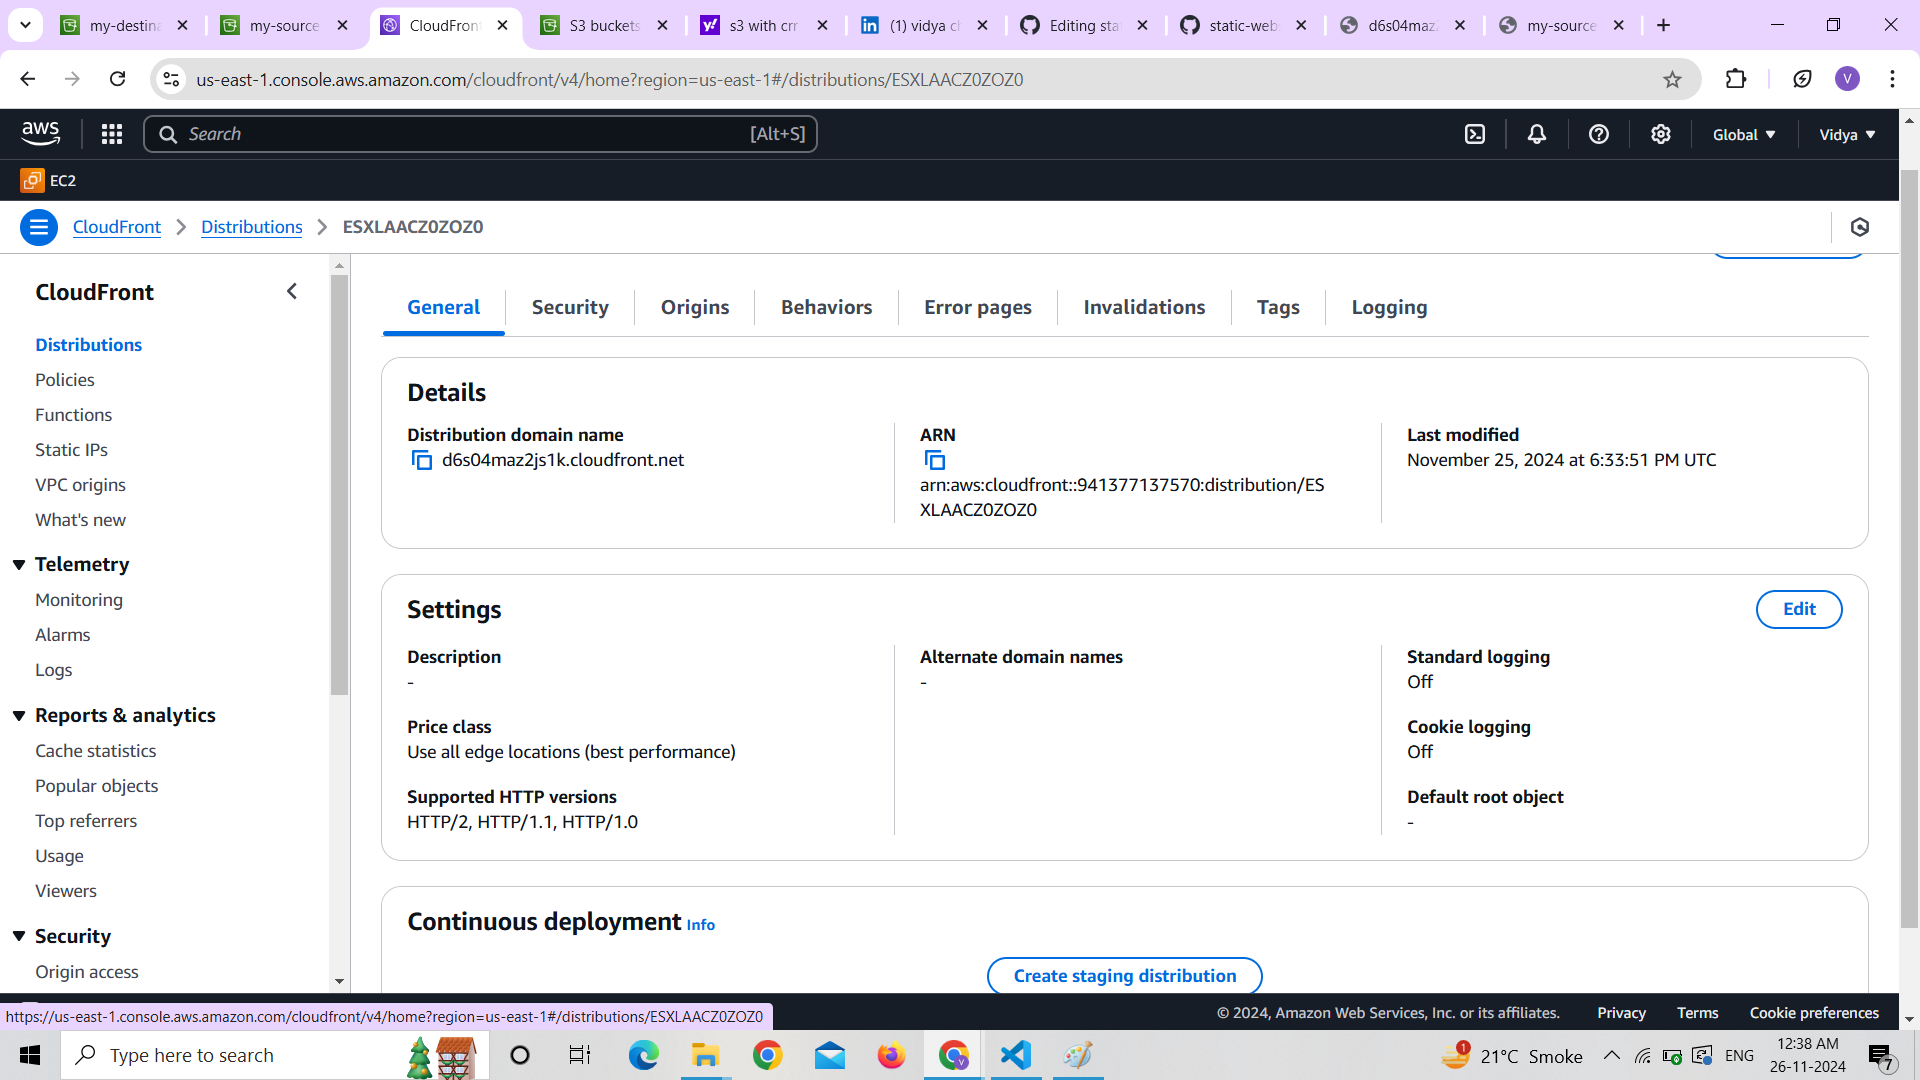 my-destina
my-source
CloudFront
S3 buckets
s3 with crr
(1) vidya ch
Editing sta
static-web
d6s04maz
my-source
us-east-1.console.aws.amazon.com/cloudfront/v4/home?region=us-east-1#/distributions/ESXLAACZ0ZOZ0
V
aws
Search
[Alt+S]
Global
Vidya
EC2
CloudFront
Distributions
ESXLAACZ0ZOZ0
CloudFront
Distributions
Policies
Functions
Static IPs
VPC origins
What's new
Telemetry
Monitoring
Alarms
Logs
Reports & analytics
Cache statistics
Popular objects
Top referrers
Usage
Viewers
Security
Origin access
General
Security
Origins
Behaviors
Error pages
Invalidations
Tags
Logging
Details
Distribution domain name
d6s04maz2js1k.cloudfront.net
ARN
arn:aws:cloudfront::941377137570:distribution/ES
XLAACZ0ZOZ0
Last modified
November 25, 2024 at 6:33:51 PM UTC
Settings
Edit
Description
-
Price class
Use all edge locations (best performance)
Supported HTTP versions
HTTP/2, HTTP/1.1, HTTP/1.0
Alternate domain names
-
Standard logging
Off
Cookie logging
Off
Default root object
-
Continuous deployment Info
Create staging distribution
https://us-east-1.console.aws.amazon.com/cloudfront/v4/home?region=us-east-1#/distributions/ESXLAACZ0ZOZ0
© 2024, Amazon Web Services, Inc. or its affiliates.
Privacy
Terms
Cookie preferences
Type here to search
1
21°C Smoke
ENG
12:38 AM
26-11-2024
7